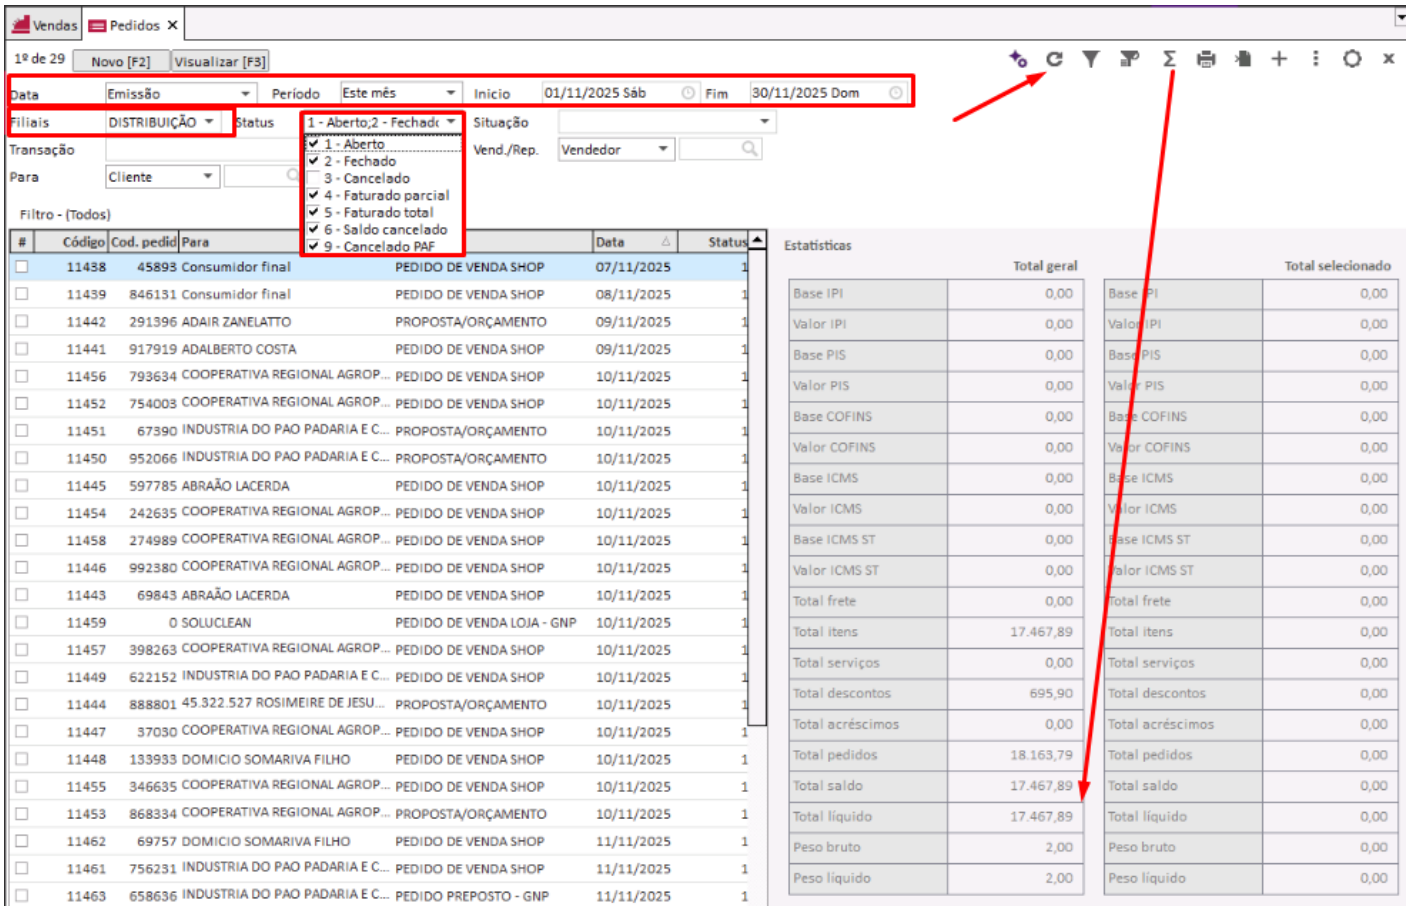 Vendas Pedidos X
1º de 29 Novo [F2] Visualizar [F3]
Data Emissão Período Este mês Inicio 01/11/2025 Sáb Fim 30/11/2025 Dom
Filiais DISTRIBUIÇÃO Status 1 - Aberto;2 - Fechadc Situação
Transação Vend./Rep. Vendedor
Para Cliente
1 - Aberto
2 - Fechado
3 - Cancelado
4 - Faturado parcial
5 - Faturado total
6 - Saldo cancelado
9 - Cancelado PAF
Filtro - (Todos)
# Código Cod. pedid Para Data Status
11438 45893 Consumidor final PEDIDO DE VENDA SHOP 07/11/2025 1
11439 846131 Consumidor final PEDIDO DE VENDA SHOP 08/11/2025 1
11442 291396 ADAIR ZANELATTO PROPOSTA/ORÇAMENTO 09/11/2025 1
11441 917919 ADALBERTO COSTA PEDIDO DE VENDA SHOP 09/11/2025 1
11456 793634 COOPERATIVA REGIONAL AGROP... PEDIDO DE VENDA SHOP 10/11/2025 1
11452 754003 COOPERATIVA REGIONAL AGROP... PEDIDO DE VENDA SHOP 10/11/2025 1
11451 67390 INDUSTRIA DO PAO PADARIA E C... PROPOSTA/ORÇAMENTO 10/11/2025 1
11450 952066 INDUSTRIA DO PAO PADARIA E C... PROPOSTA/ORÇAMENTO 10/11/2025 1
11445 597785 ABRAÃO LACERDA PEDIDO DE VENDA SHOP 10/11/2025 1
11454 242635 COOPERATIVA REGIONAL AGROP... PEDIDO DE VENDA SHOP 10/11/2025 1
11458 274989 COOPERATIVA REGIONAL AGROP... PEDIDO DE VENDA SHOP 10/11/2025 1
11446 992380 COOPERATIVA REGIONAL AGROP... PEDIDO DE VENDA SHOP 10/11/2025 1
11443 69843 ABRAÃO LACERDA PEDIDO DE VENDA SHOP 10/11/2025 1
11459 0 SOLUCLEAN PEDIDO DE VENDA LOJA - GNP 10/11/2025 1
11457 398263 COOPERATIVA REGIONAL AGROP... PEDIDO DE VENDA SHOP 10/11/2025 1
11449 622152 INDUSTRIA DO PAO PADARIA E C... PEDIDO DE VENDA SHOP 10/11/2025 1
11444 888801 45.322.527 ROSIMEIRE DE JESU... PROPOSTA/ORÇAMENTO 10/11/2025 1
11447 37030 COOPERATIVA REGIONAL AGROP... PEDIDO DE VENDA SHOP 10/11/2025 1
11448 133933 DOMICIO SOMARIVA FILHO PEDIDO DE VENDA SHOP 10/11/2025 1
11455 346635 COOPERATIVA REGIONAL AGROP... PEDIDO DE VENDA SHOP 10/11/2025 1
11453 868334 COOPERATIVA REGIONAL AGROP... PROPOSTA/ORÇAMENTO 10/11/2025 1
11462 69757 DOMICIO SOMARIVA FILHO PEDIDO DE VENDA SHOP 11/11/2025 1
11461 756231 INDUSTRIA DO PAO PADARIA E C... PEDIDO DE VENDA SHOP 11/11/2025 1
11463 658636 INDUSTRIA DO PAO PADARIA E C... PEDIDO PREPOSTO - GNP 11/11/2025 1
Estatísticas
Total geral Total selecionado
Base IPI 0,00 Base IPI 0,00
Valor IPI 0,00 Valor IPI 0,00
Base PIS 0,00 Base PIS 0,00
Valor PIS 0,00 Valor PIS 0,00
Base COFINS 0,00 Base COFINS 0,00
Valor COFINS 0,00 Valor COFINS 0,00
Base ICMS 0,00 Base ICMS 0,00
Valor ICMS 0,00 Valor ICMS 0,00
Base ICMS ST 0,00 Base ICMS ST 0,00
Valor ICMS ST 0,00 Valor ICMS ST 0,00
Total frete 0,00 Total frete 0,00
Total itens 17.467,89 Total itens 0,00
Total serviços 0,00 Total serviços 0,00
Total descontos 695,90 Total descontos 0,00
Total acréscimos 0,00 Total acréscimos 0,00
Total pedidos 18.163,79 Total pedidos 0,00
Total saldo 17.467,89 Total saldo 0,00
Total líquido 17.467,89 Total líquido 0,00
Peso bruto 2,00 Peso bruto 0,00
Peso líquido 2,00 Peso líquido 0,00